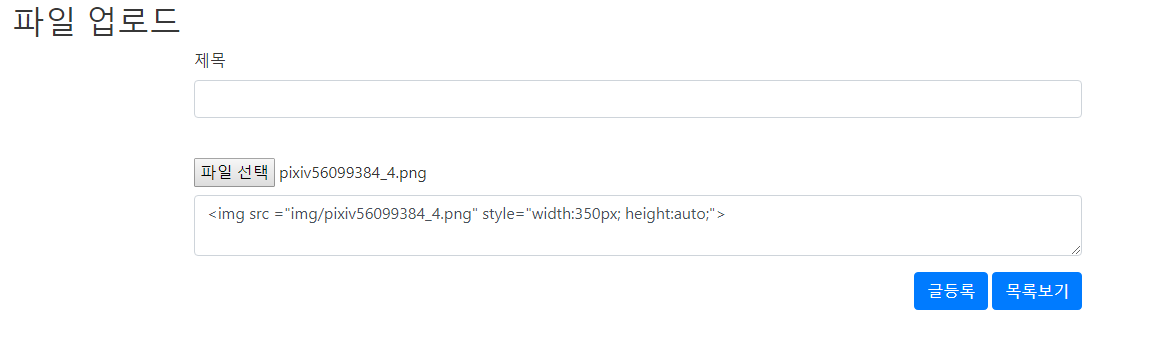 파일 업로드
제목
파일 선택 pixiv56099384_4.png
<img src ="img/pixiv56099384_4.png" style="width:350px; height:auto;">
글등록 목록보기